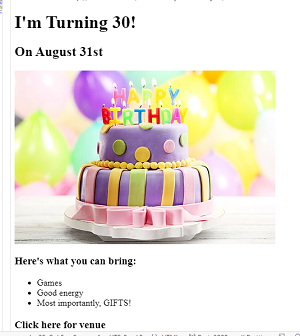 I'm Turning 30!
On August 31st
HAPPY
BIRTHDAY
Here's what you can bring:
Games
Good energy
Most importantly, GIFTS!
Click here for venue